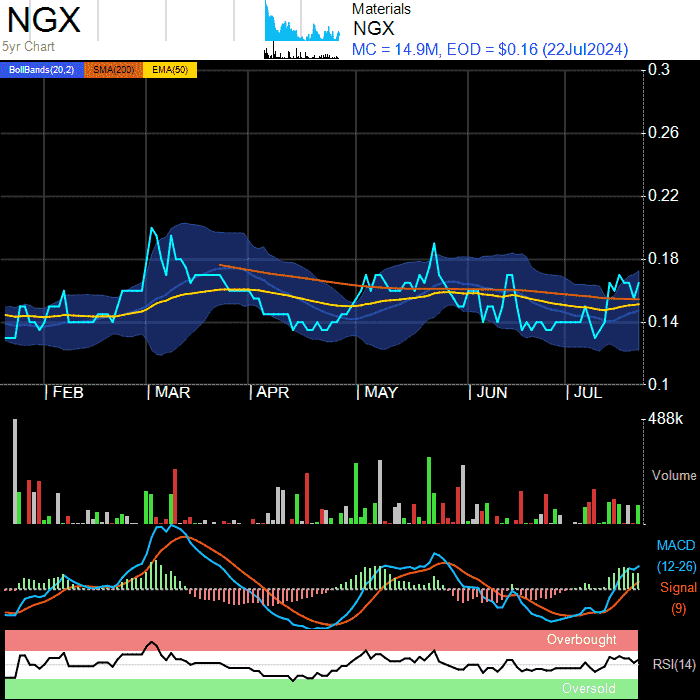 NGX
5yr Chart
Materials
NGX
MC = 14.9M, EOD = $0.16 (22Jul2024)
BollBands(20,2) SMA(200) EMA(50)
0.3
0.26
0.22
0.18
0.14
0.1
FEB MAR APR MAY JUN JUL
488k
Volume
MACD
(12-26)
Signal
(9)
Overbought
RSI(14)
Oversold